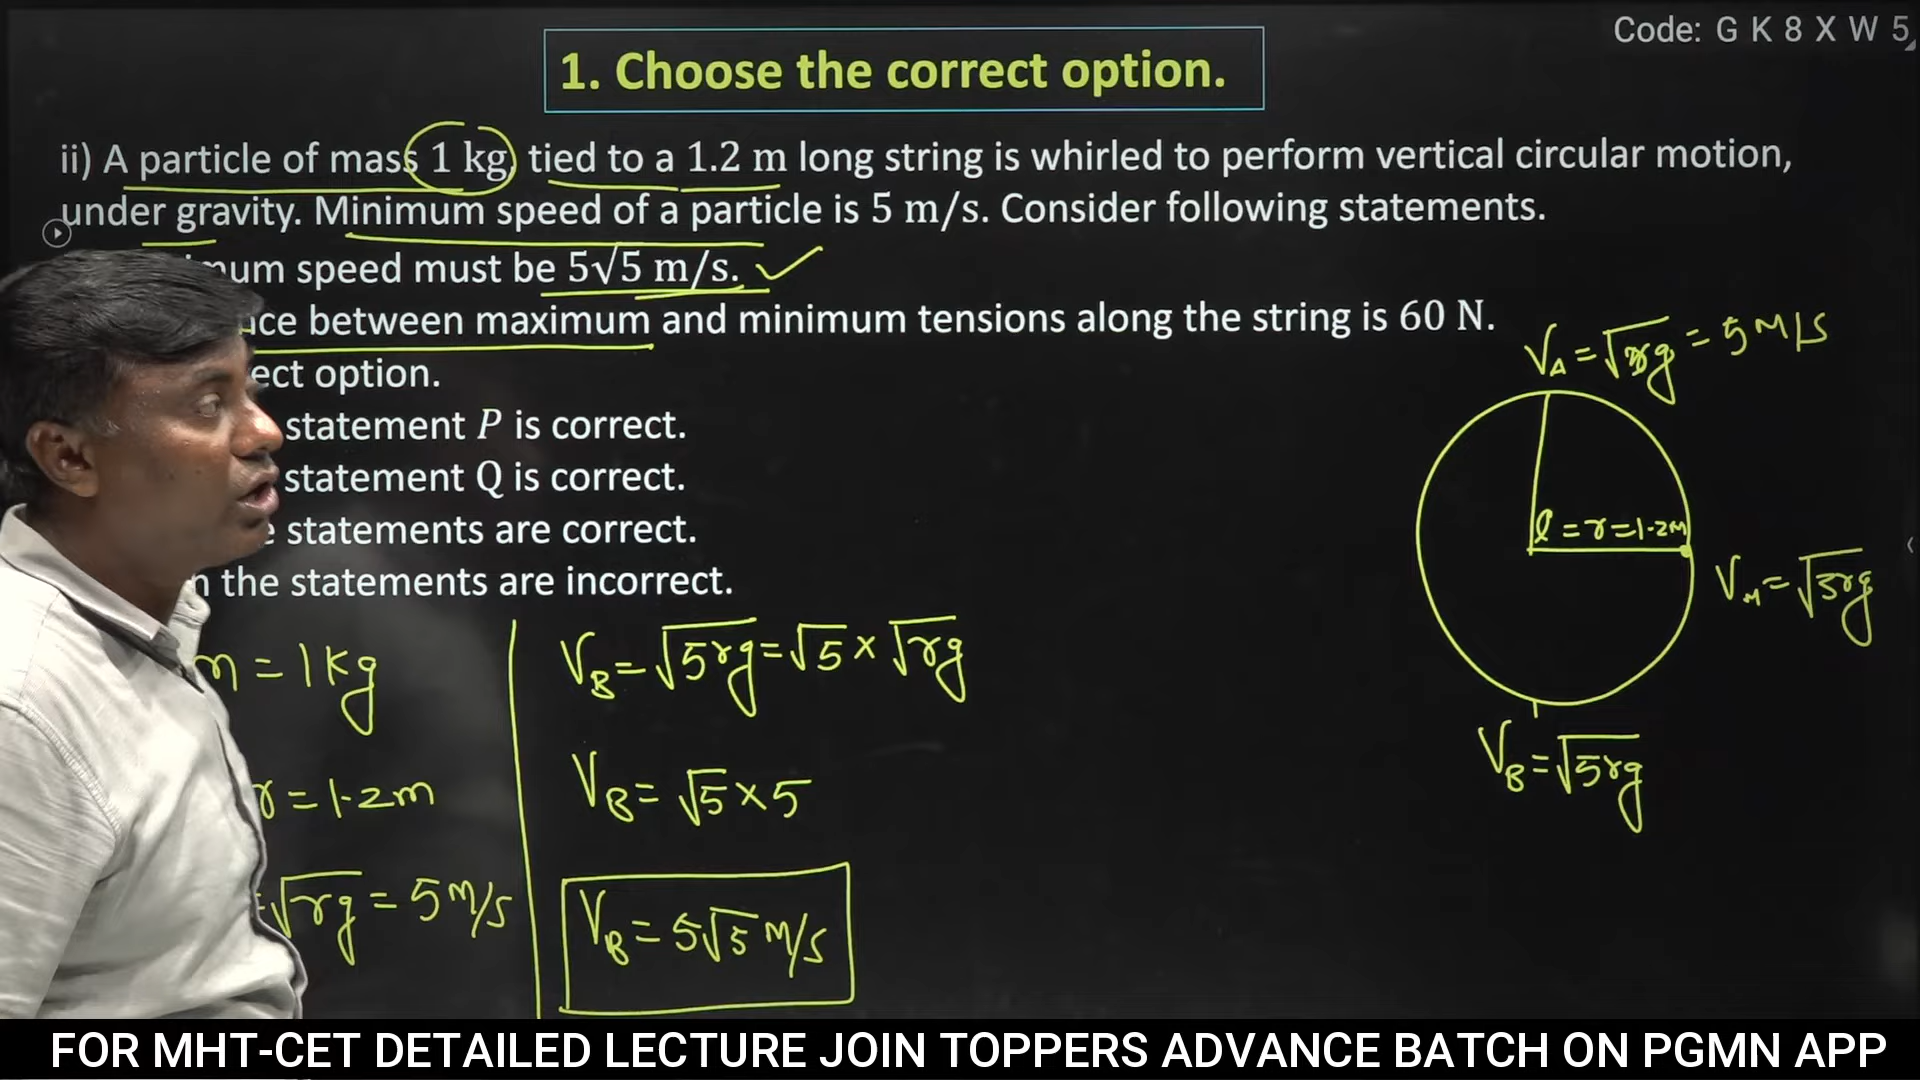 Code: G K 8 X W 5
1. Choose the correct option.
ii) A particle of mass 1 kg, tied to a 1.2 m long string is whirled to perform vertical circular motion,
under gravity. Minimum speed of a particle is 5 m/s. Consider following statements.
mum speed must be 5√5 m/s. ✓
nce between maximum and minimum tensions along the string is 60 N.
ect option.
statement P is correct.
statement Q is correct.
e statements are correct.
n the statements are incorrect.
V_A = √rg = 5 m/s
l = r = 1.2m
V_M = √3rg
V_B = √5rg
m = 1 kg
r = 1.2m
= √rg = 5 m/s
V_B = √5rg = √5 × √rg
V_B = √5 × 5
V_B = 5√5 m/s
FOR MHT-CET DETAILED LECTURE JOIN TOPPERS ADVANCE BATCH ON PGMN APP